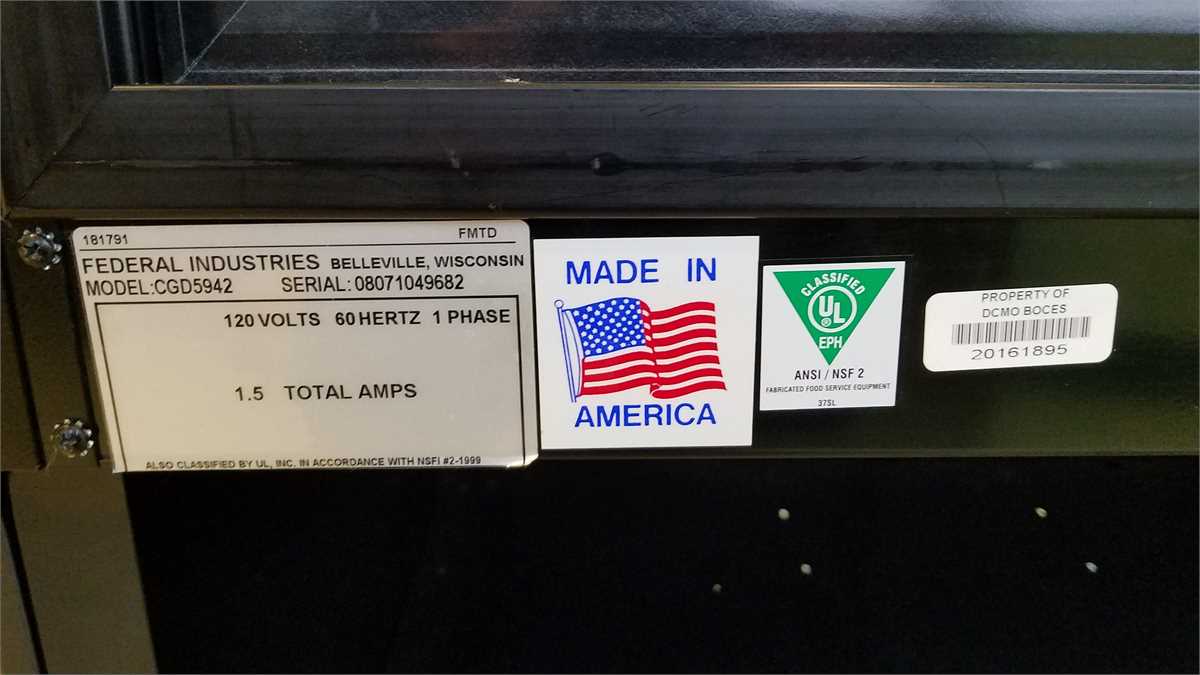 181791 FMTD
FEDERAL INDUSTRIES BELLEVILLE, WISCONSIN
MODEL:CGD5942 SERIAL:08071049682
120 VOLTS 60 HERTZ 1 PHASE
1.5 TOTAL AMPS
ALSO CLASSIFIED BY UL, INC. IN ACCORDANCE WITH NSFI #2-1999
MADE IN
AMERICA
CLASSIFIED
UL
®
EPH
ANSI / NSF 2
FABRICATED FOOD SERVICE EQUIPMENT
37SL
PROPERTY OF
DCMO BOCES
20161895